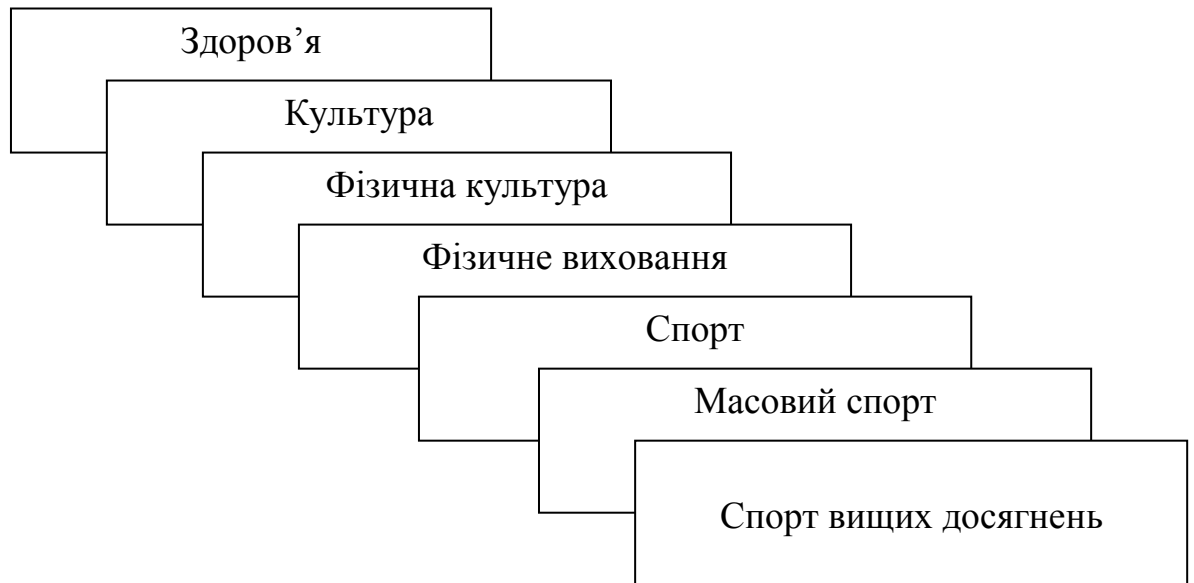 Здоров’я
Культура
Фізична культура
Фізичне виховання
Спорт
Масовий спорт
Спорт вищих досягнень